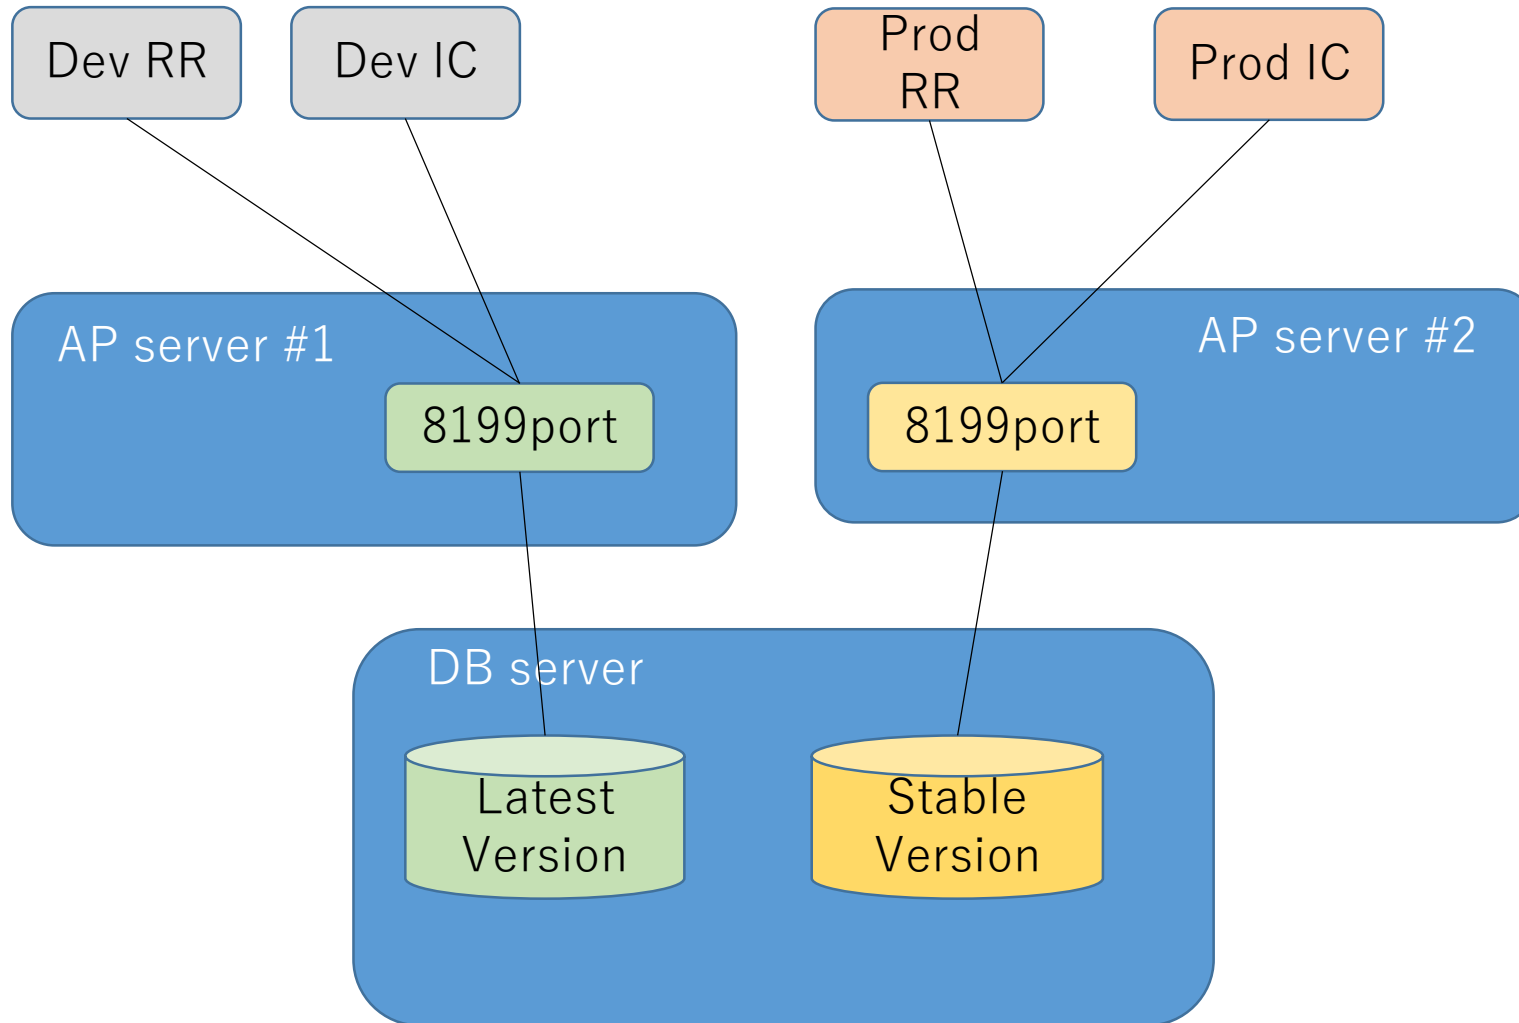 Dev RR
Dev IC
Prod
RR
Prod IC
AP server #1
AP server #2
8199port
8199port
DB server
Latest
Version
Stable
Version